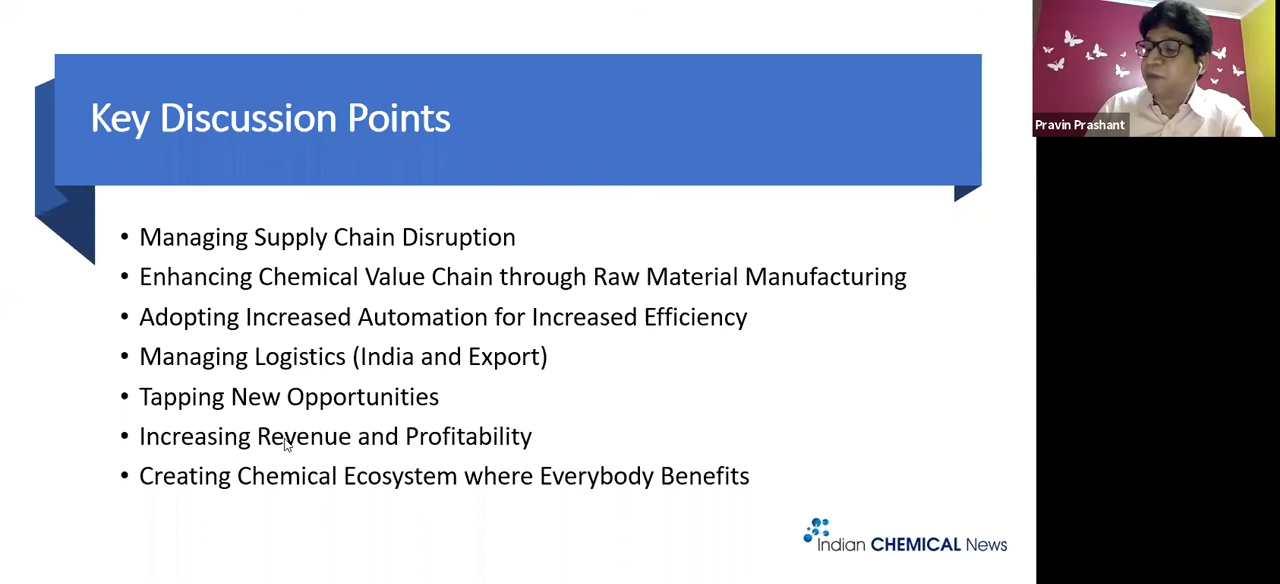 Key Discussion Points
• Managing Supply Chain Disruption
• Enhancing Chemical Value Chain through Raw Material Manufacturing
• Adopting Increased Automation for Increased Efficiency
• Managing Logistics (India and Export)
• Tapping New Opportunities
• Increasing Revenue and Profitability
• Creating Chemical Ecosystem where Everybody Benefits
Indian CHEMICAL News
Pravin Prashant